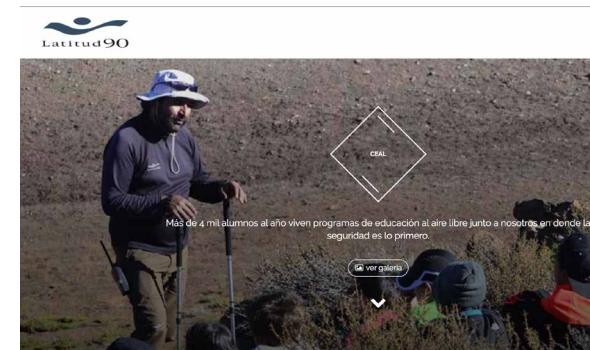 Latitud90
CEAL
Más de 4 mil alumnos al año viven programas de educación al aire libre junto a nosotros en donde la
seguridad es lo primero.
ver galería